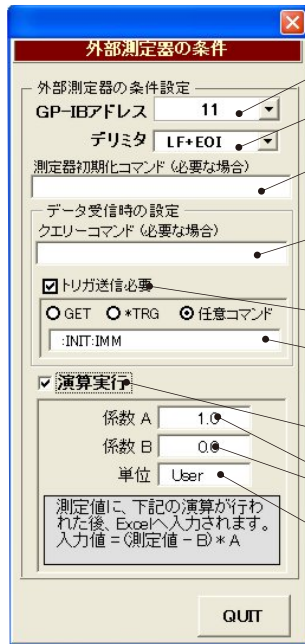 外部測定器の条件
外部測定器の条件設定
GP-IBアドレス 11
デリミタ LF+EOI
測定器初期化コマンド (必要な場合)
データ受信時の設定
クエリーコマンド (必要な場合)
トリガ送信必要
GET *TRG 任意コマンド
:INIT:IMM
演算実行
係数 A 1.0
係数 B 0.0
単位 User
測定値に、下記の演算が行わ
れた後、Excelへ入力されます。
入力値 = (測定値 - B) * A
QUIT